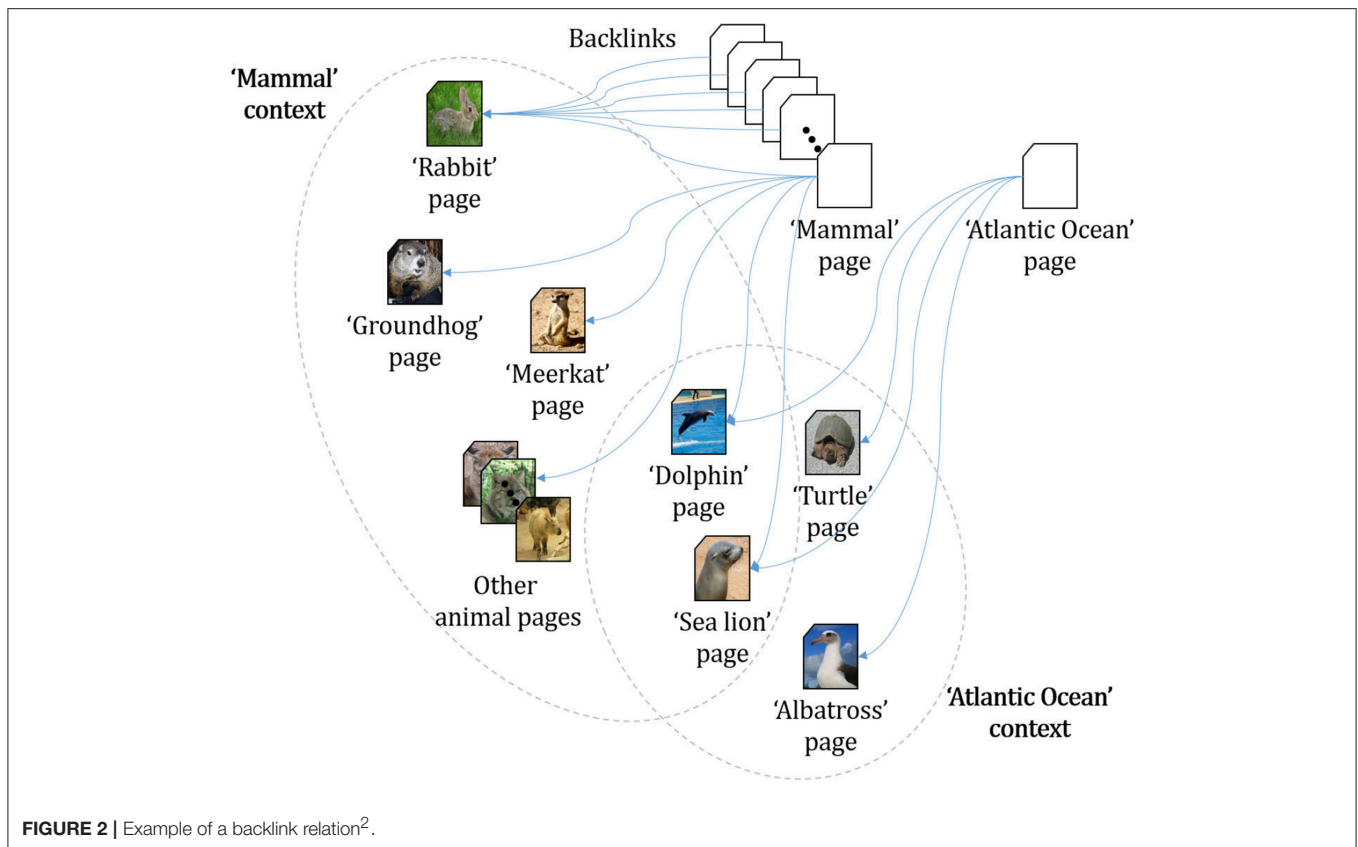 Backlinks
‘Mammal’
context
‘Rabbit’
page
‘Mammal’
page
‘Atlantic Ocean’
page
‘Groundhog’
page
‘Meerkat’
page
‘Dolphin’
page
‘Turtle’
page
Other
animal pages
‘Sea lion’
page
‘Albatross’
page
‘Atlantic Ocean’
context
FIGURE 2 | Example of a backlink relation².